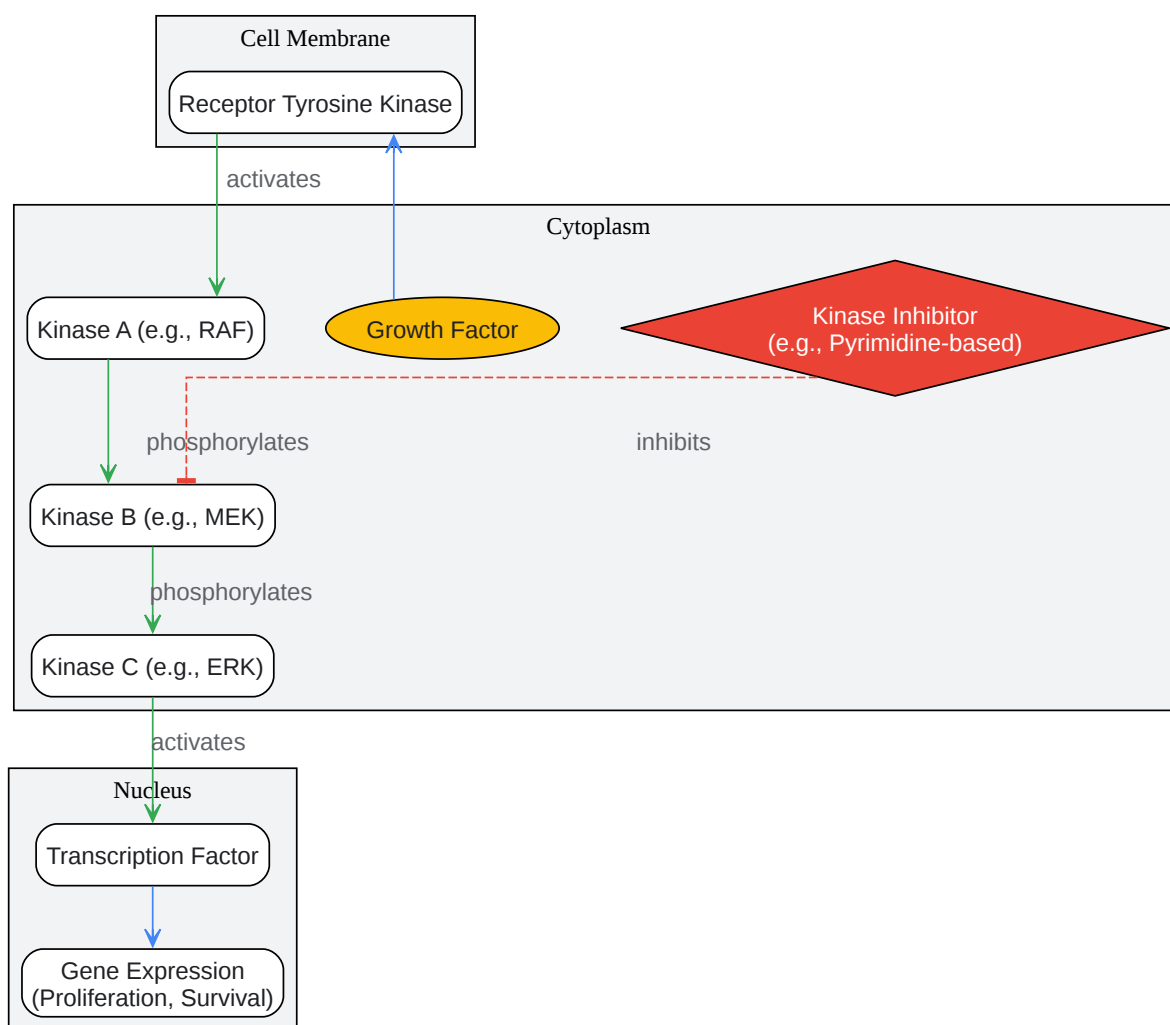 Cell Membrane
Receptor Tyrosine Kinase
activates
Cytoplasm
Kinase A (e.g., RAF)
Growth Factor
Kinase Inhibitor
(e.g., Pyrimidine-based)
phosphorylates
inhibits
Kinase B (e.g., MEK)
phosphorylates
Kinase C (e.g., ERK)
activates
Nucleus
Transcription Factor
Gene Expression
(Proliferation, Survival)